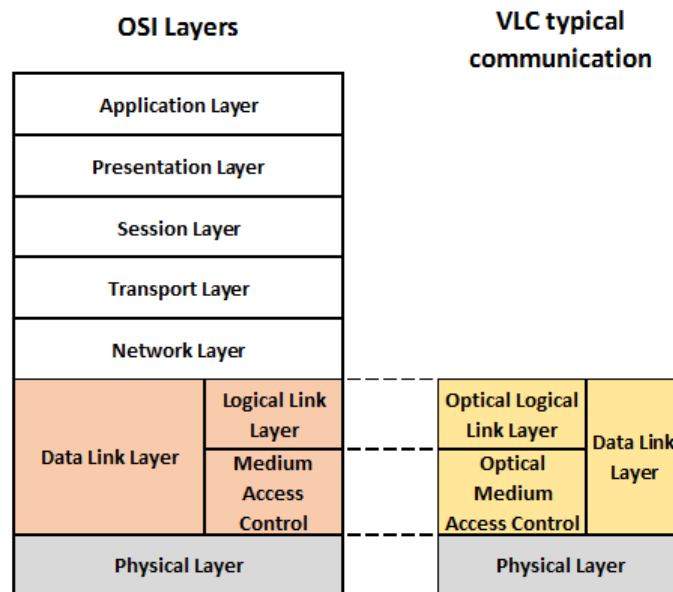 OSI Layers
VLC typical
communication
Application Layer
Presentation Layer
Session Layer
Transport Layer
Network Layer
Data Link Layer
Logical Link
Layer
Medium
Access
Control
Optical Logical
Link Layer
Optical
Medium
Access Control
Data Link
Layer
Physical Layer
Physical Layer